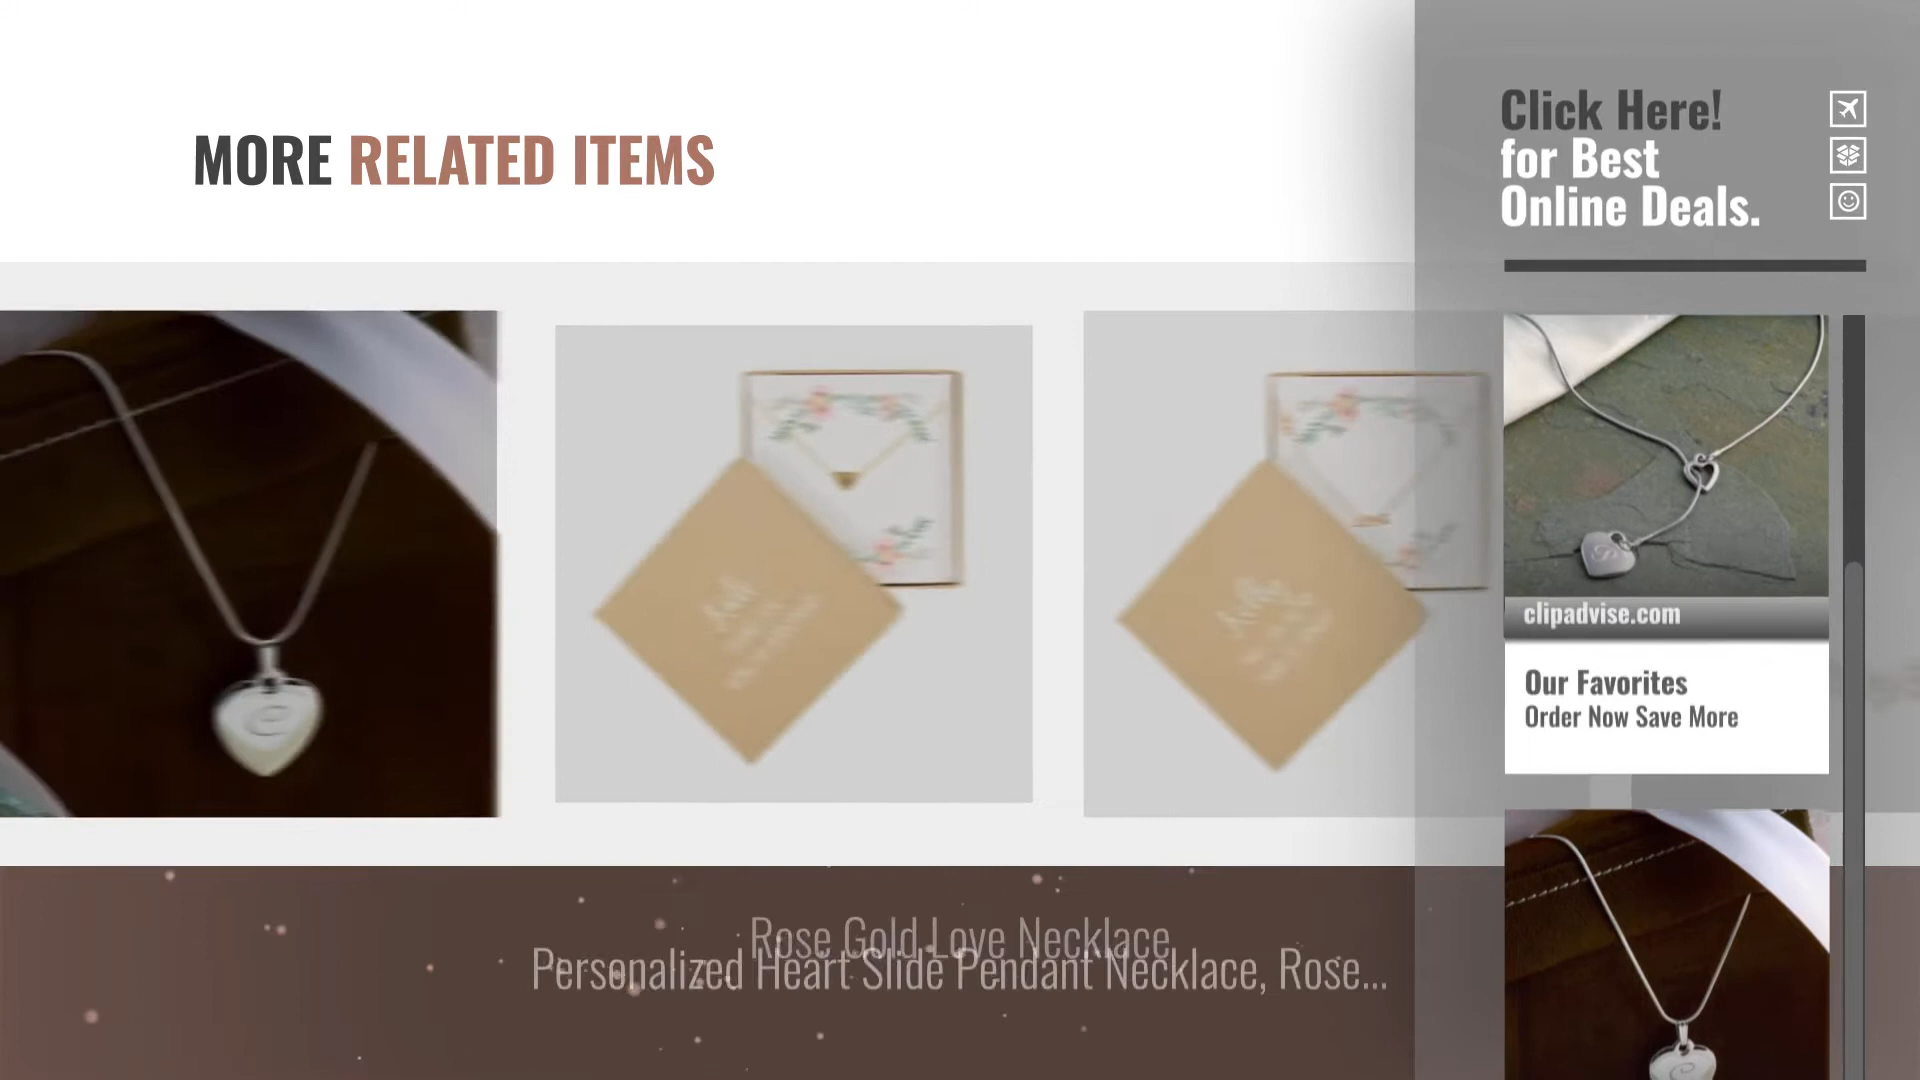 MORE RELATED ITEMS
Click Here!
for Best
Online Deals.
clipadvise.com
Our Favorites
Order Now Save More
Rose Gold Love Necklace
Personalized Heart Slide Pendant Necklace, Rose...